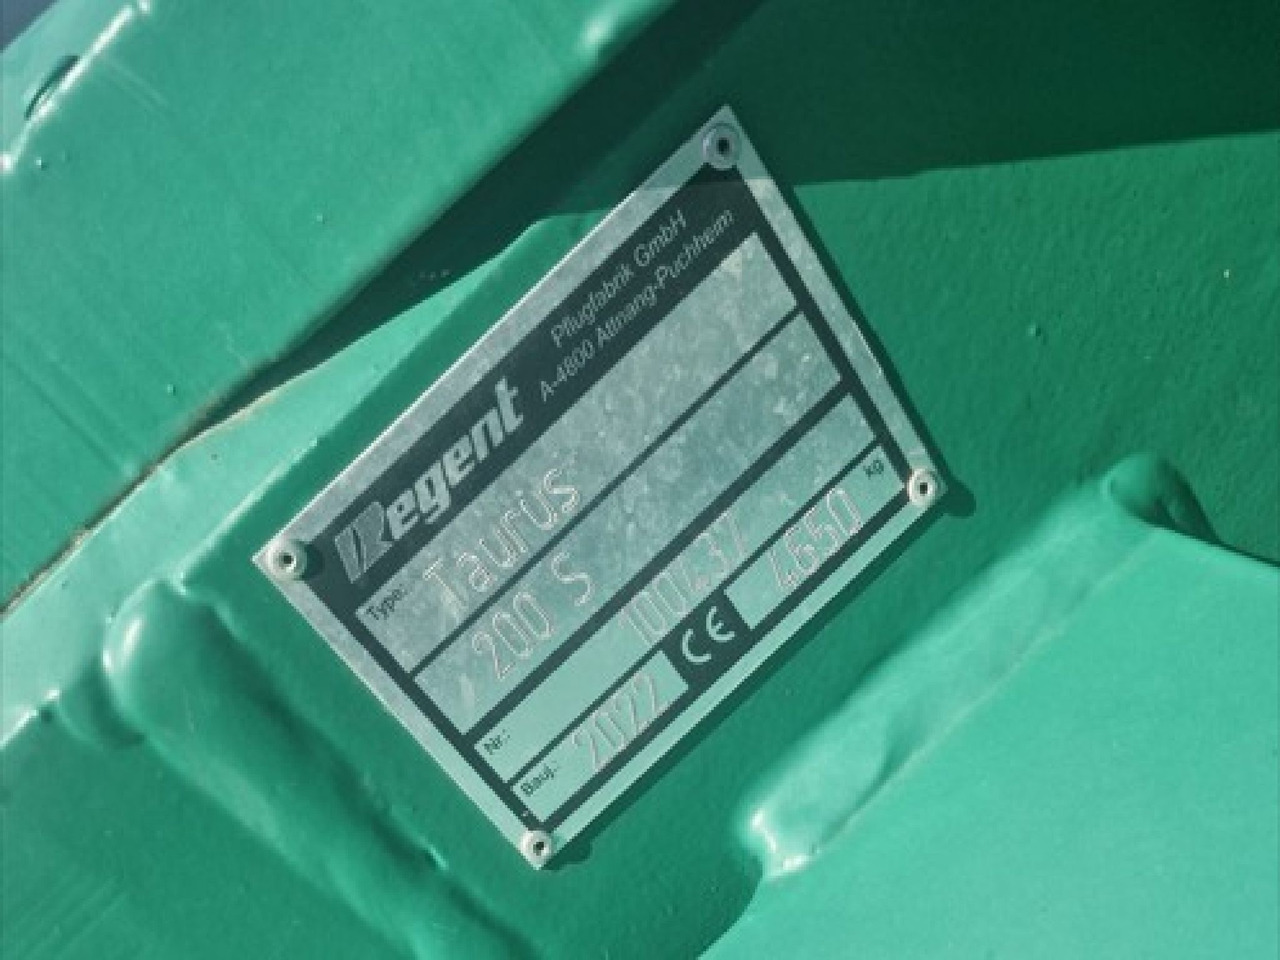 Regent
Pflugfabrik GmbH
A-4800 Attnang-Puchheim
Type: Taurus
200 S
Nr.: 100437
Bauj.: 2022 CE 4650 kg